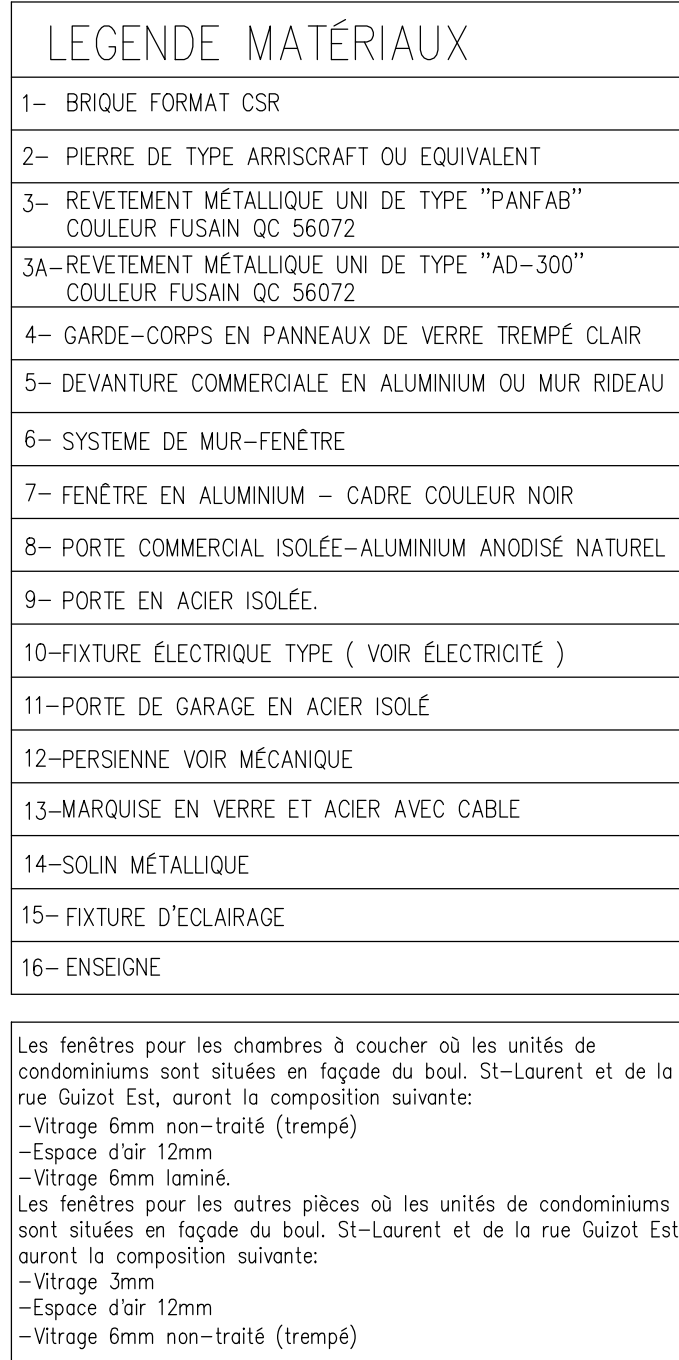 LEGENDE MATÉRIAUX
1- BRIQUE FORMAT CSR
2- PIERRE DE TYPE ARRISCRAFT OU EQUIVALENT
3- REVETEMENT MÉTALLIQUE UNI DE TYPE "PANFAB"
COULEUR FUSAIN QC 56072
3A-REVETEMENT MÉTALLIQUE UNI DE TYPE "AD-300"
COULEUR FUSAIN QC 56072
4- GARDE-CORPS EN PANNEAUX DE VERRE TREMPÉ CLAIR
5- DEVANTURE COMMERCIALE EN ALUMINIUM OU MUR RIDEAU
6- SYSTEME DE MUR-FENÊTRE
7- FENÊTRE EN ALUMINIUM - CADRE COULEUR NOIR
8- PORTE COMMERCIAL ISOLÉE-ALUMINIUM ANODISÉ NATUREL
9- PORTE EN ACIER ISOLÉE.
10-FIXTURE ÉLECTRIQUE TYPE ( VOIR ÉLECTRICITÉ )
11-PORTE DE GARAGE EN ACIER ISOLÉ
12-PERSIENNE VOIR MÉCANIQUE
13-MARQUISE EN VERRE ET ACIER AVEC CABLE
14-SOLIN MÉTALLIQUE
15- FIXTURE D'ECLAIRAGE
16- ENSEIGNE
Les fenêtres pour les chambres à coucher où les unités de
condominiums sont situées en façade du boul. St-Laurent et de la
rue Guizot Est, auront la composition suivante:
-Vitrage 6mm non-traité (trempé)
-Espace d'air 12mm
-Vitrage 6mm laminé.
Les fenêtres pour les autres pièces où les unités de condominiums
sont situées en façade du boul. St-Laurent et de la rue Guizot Est
auront la composition suivante:
-Vitrage 3mm
-Espace d'air 12mm
-Vitrage 6mm non-traité (trempé)